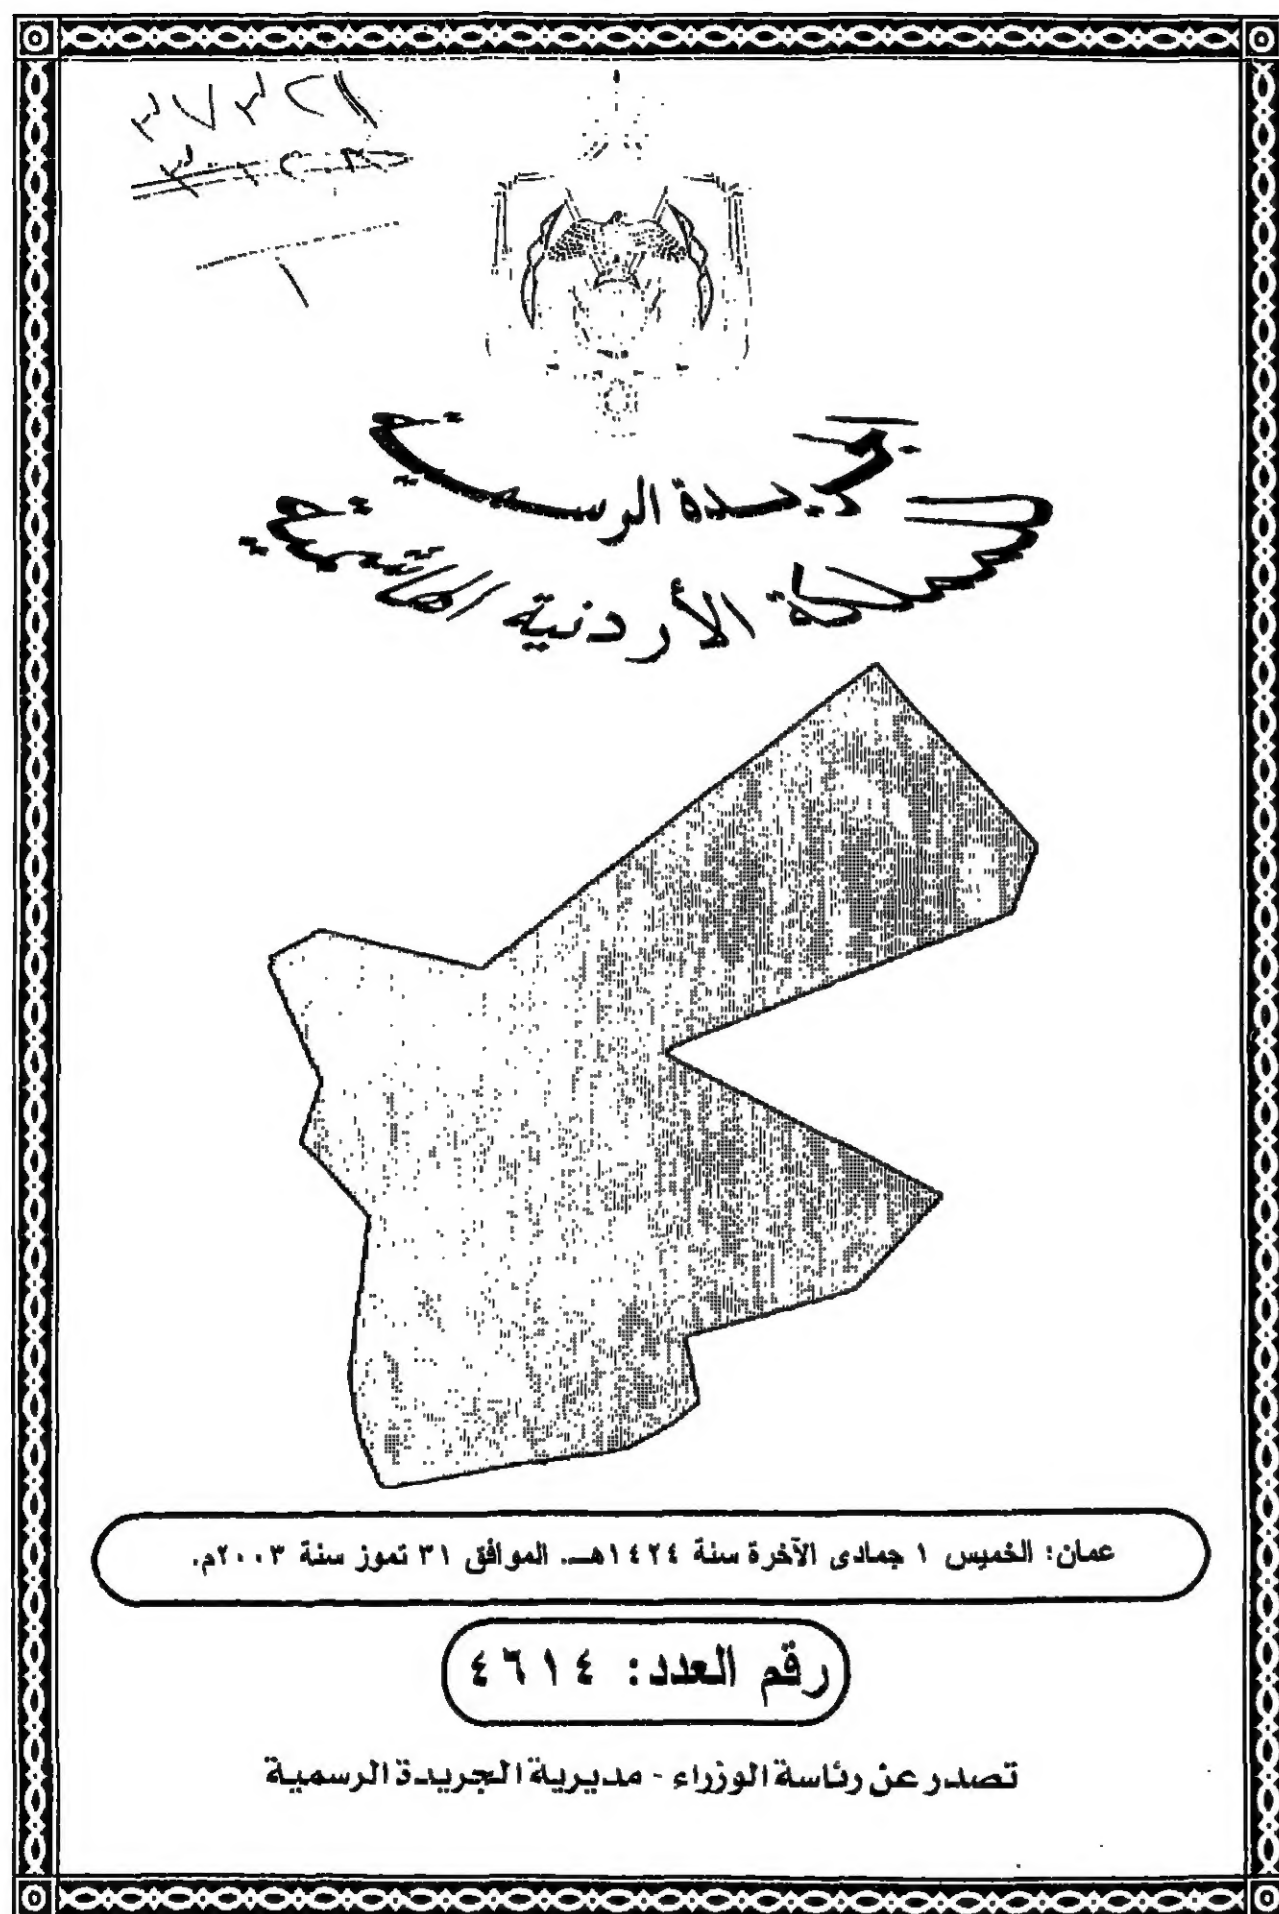 الجريدة الرسمية
للمملكة الأردنية الهاشمية
عمان: الخميس ١ جمادى الآخرة سنة ١٤٢٤هـ. الموافق ٣١ تموز سنة ٢٠٠٣م.
رقم العدد: ٤٦١٤
تصدر عن رئاسة الوزراء - مديرية الجريدة الرسمية